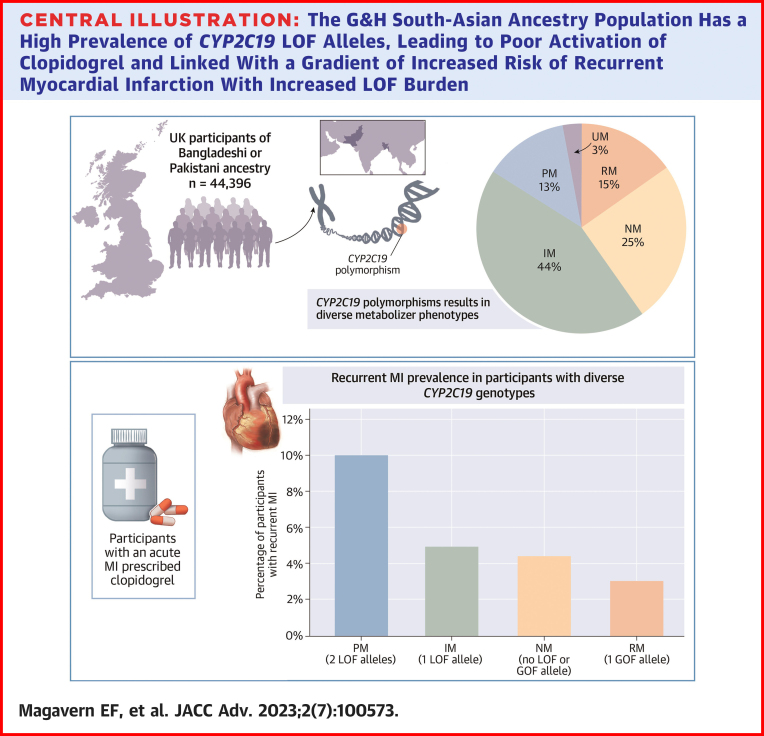 CENTRAL ILLUSTRATION: The G&H South-Asian Ancestry Population Has a
High Prevalence of CYP2C19 LOF Alleles, Leading to Poor Activation of
Clopidogrel and Linked With a Gradient of Increased Risk of Recurrent
Myocardial Infarction With Increased LOF Burden
UK participants of
Bangladeshi or
Pakistani ancestry
n = 44,396
CYP2C19
polymorphism
CYP2C19 polymorphisms results in
diverse metabolizer phenotypes
UM
3%
RM
15%
NM
25%
IM
44%
PM
13%
Participants
with an acute
MI prescribed
clopidogrel
Recurrent MI prevalence in participants with diverse
CYP2C19 genotypes
Percentage of participants
with recurrent MI
12%
10%
8%
6%
4%
2%
0%
PM
(2 LOF alleles)
IM
(1 LOF allele)
NM
(no LOF or
GOF allele)
RM
(1 GOF allele)
Magavern EF, et al. JACC Adv. 2023;2(7):100573.